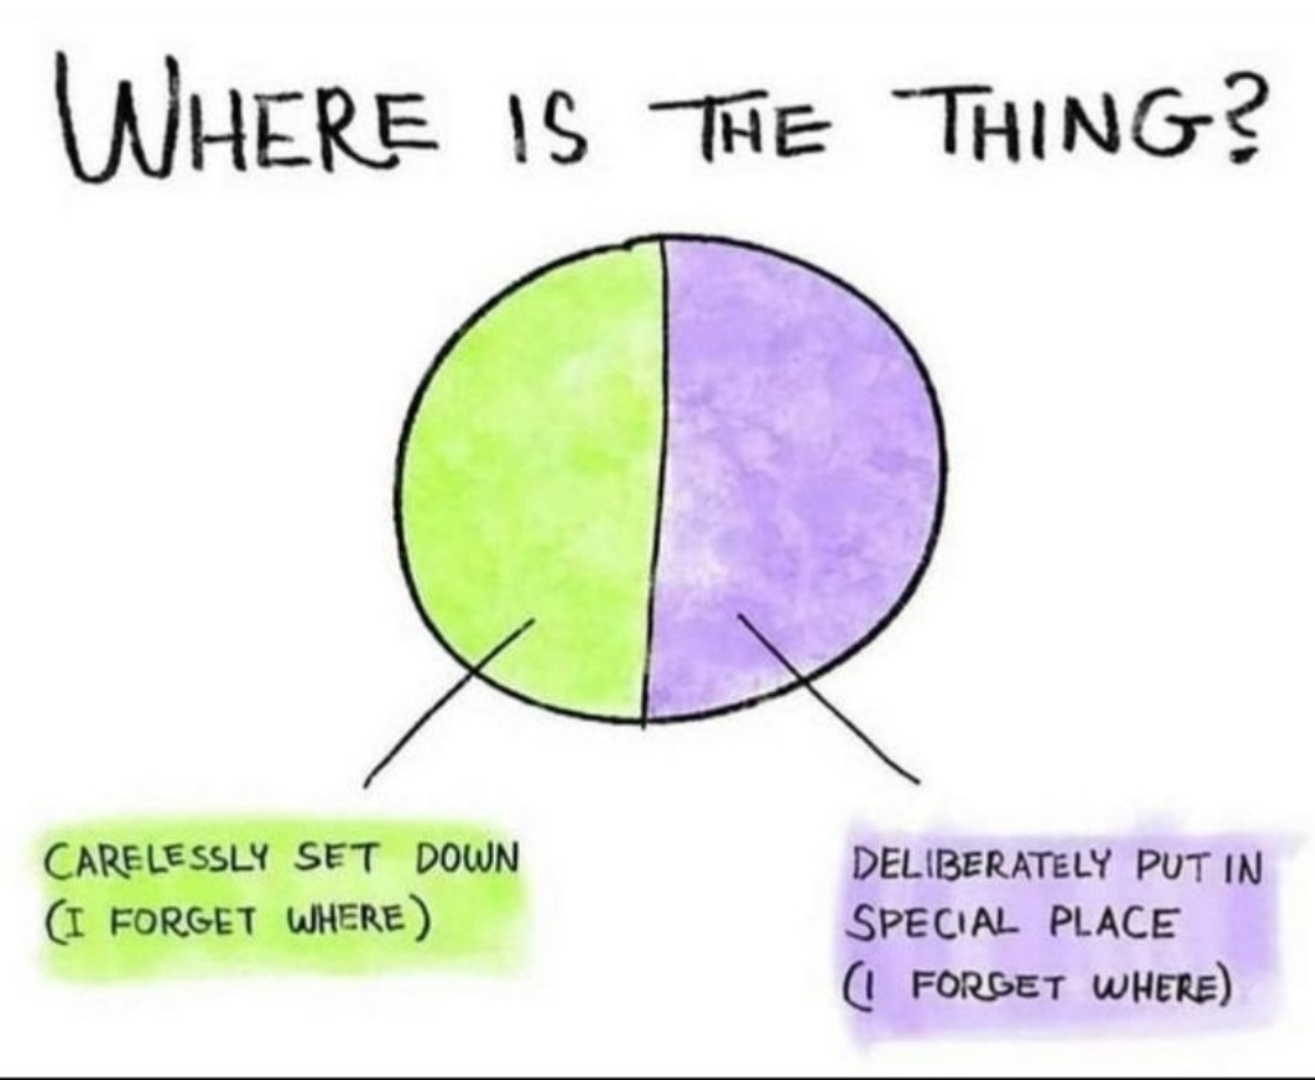 WHERE IS THE THING?
CARELESSLY SET DOWN
(I FORGET WHERE)
DELIBERATELY PUT IN
SPECIAL PLACE
(I FORGET WHERE)